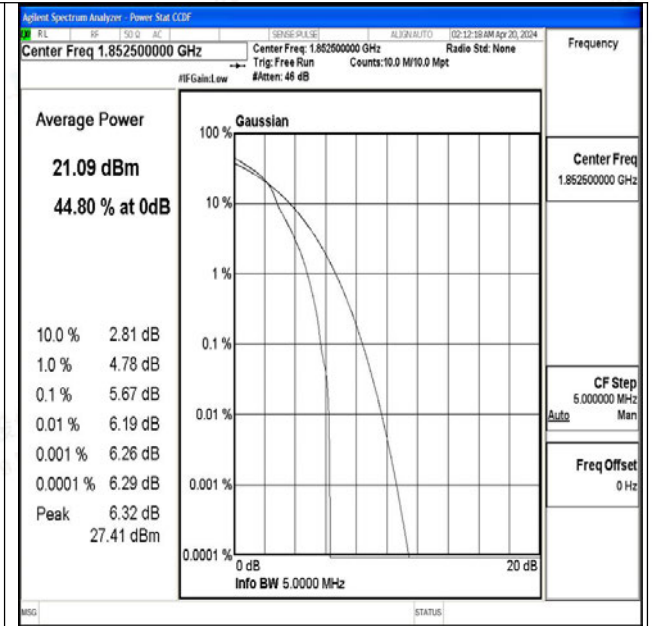 Agilent Spectrum Analyzer - Power Stat CCDF
RL RF 50 Ω AC SENSE:PULSE ALIGN AUTO 02:12:18 AM Apr 20, 2024
Center Freq 1.852500000 GHz
Center Freq: 1.852500000 GHz Radio Std: None
Trig: Free Run Counts:10.0 M/10.0 Mpt
#IFGain:Low #Atten: 46 dB
Frequency
Average Power
21.09 dBm
44.80 % at 0dB
10.0 % 2.81 dB
1.0 % 4.78 dB
0.1 % 5.67 dB
0.01 % 6.19 dB
0.001 % 6.26 dB
0.0001 % 6.29 dB
Peak 6.32 dB
27.41 dBm
Gaussian
100 %
10 %
1 %
0.1 %
0.01 %
0.001 %
0.0001 %
0 dB 20 dB
Info BW 5.0000 MHz
Center Freq
1.852500000 GHz
CF Step
5.000000 MHz
Auto Man
Freq Offset
0 Hz
MSG STATUS